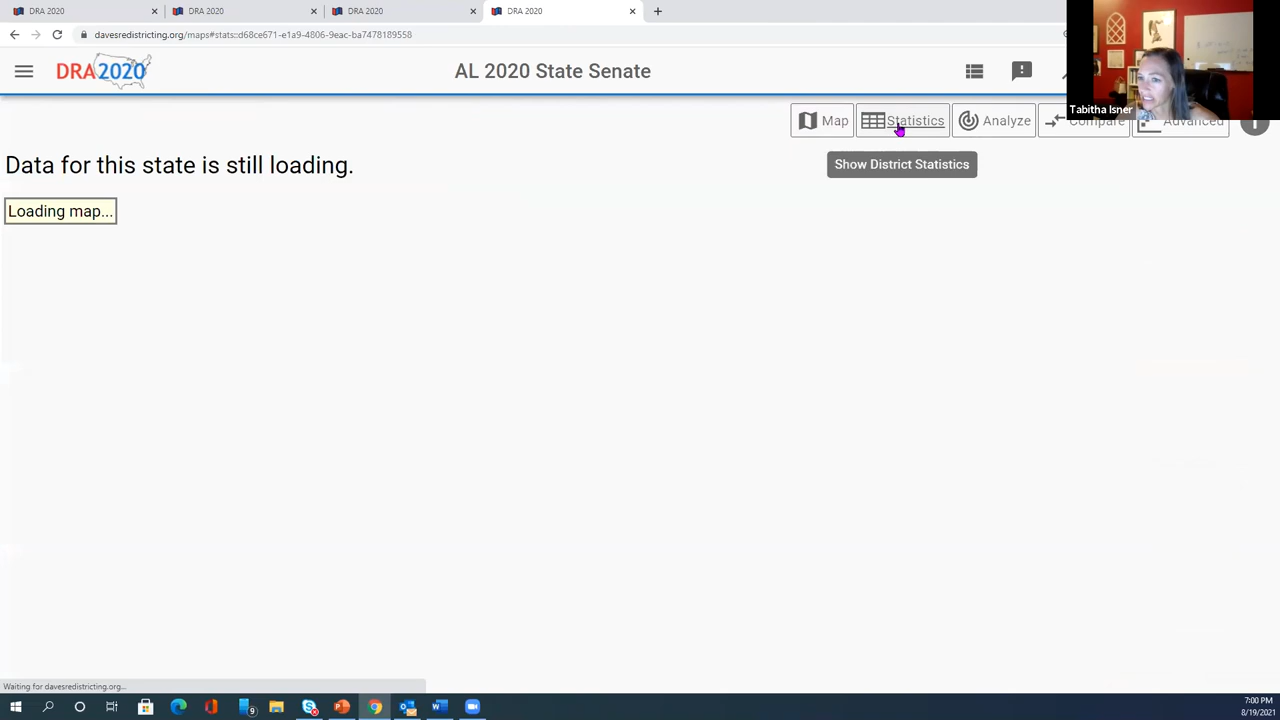 DRA 2020
DRA 2020
DRA 2020
DRA 2020
davesredistricting.org/maps#stats::d68ce671-e1a9-4806-9eac-ba7478189558
DRA2020
AL 2020 State Senate
Tabitha Isner
Map
Statistics
Analyze
Compare
Advanced
Show District Statistics
Data for this state is still loading.
Loading map...
Waiting for davesredistricting.org...
9
7:00 PM
8/19/2021